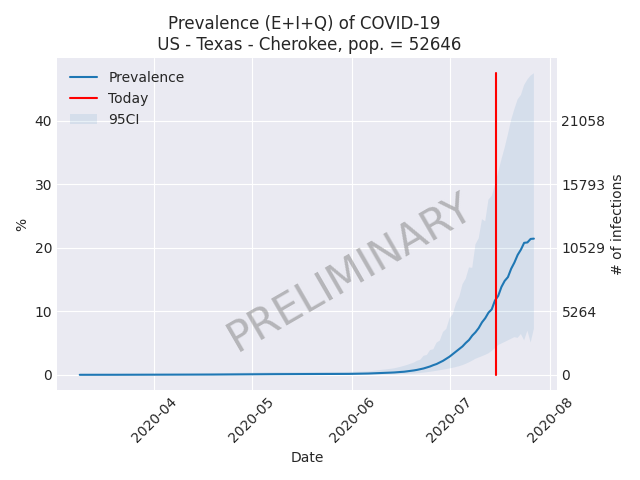 Prevalence (E+I+Q) of COVID-19
US - Texas - Cherokee, pop. = 52646
Prevalence
Today
95CI
40
30
20
10
0
%
21058
15793
10529
5264
0
# of infections
PRELIMINARY
2020-04
2020-05
2020-06
2020-07
2020-08
Date